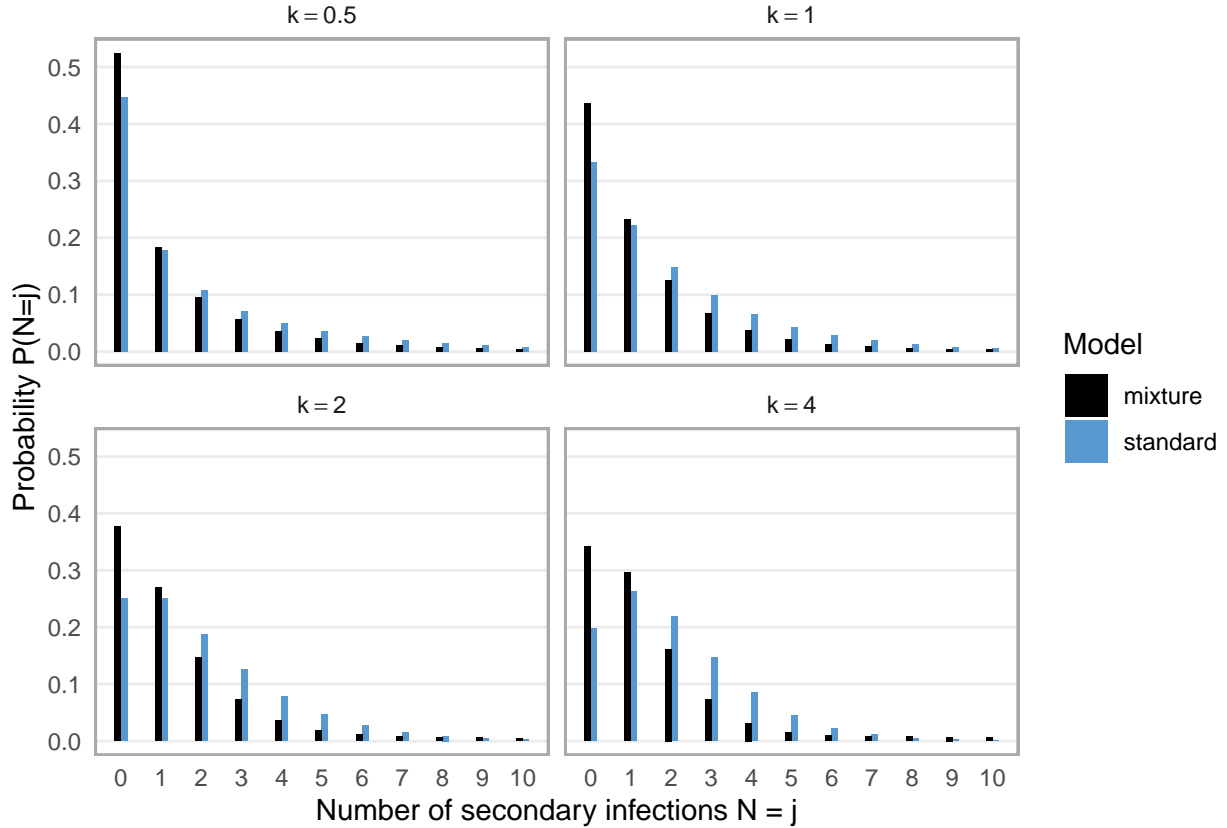 k = 0.5
k = 1
0.5
0.4
0.3
0.2
0.1
0.0
k = 2
k = 4
0.5
0.4
0.3
0.2
0.1
0.0
0 1 2 3 4 5 6 7 8 9 10
0 1 2 3 4 5 6 7 8 9 10
Number of secondary infections N = j
Probability P(N=j)
Model
mixture
standard